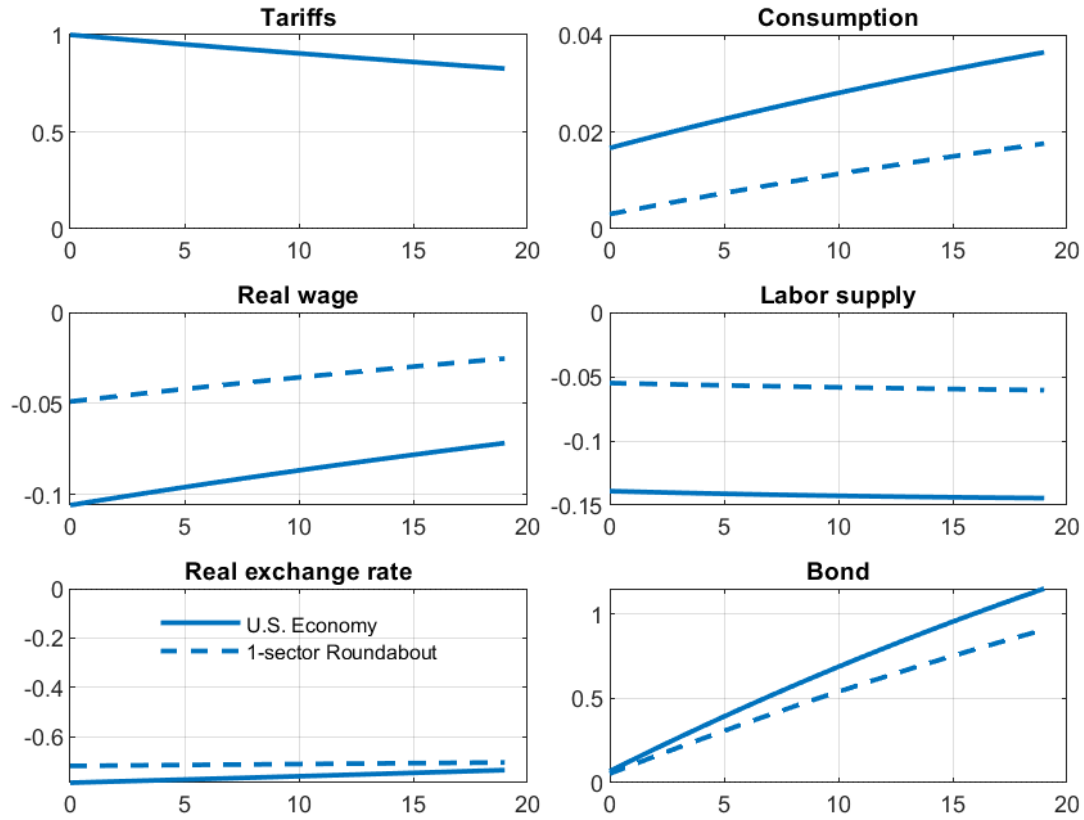 Tariffs
1
0.5
0
0 5 10 15 20
Consumption
0.04
0.02
0
0 5 10 15 20
Real wage
0
-0.05
-0.1
0 5 10 15 20
Labor supply
0
-0.05
-0.1
-0.15
0 5 10 15 20
Real exchange rate
0
-0.2
-0.4
-0.6
U.S. Economy
1-sector Roundabout
0 5 10 15 20
Bond
1
0.5
0
0 5 10 15 20